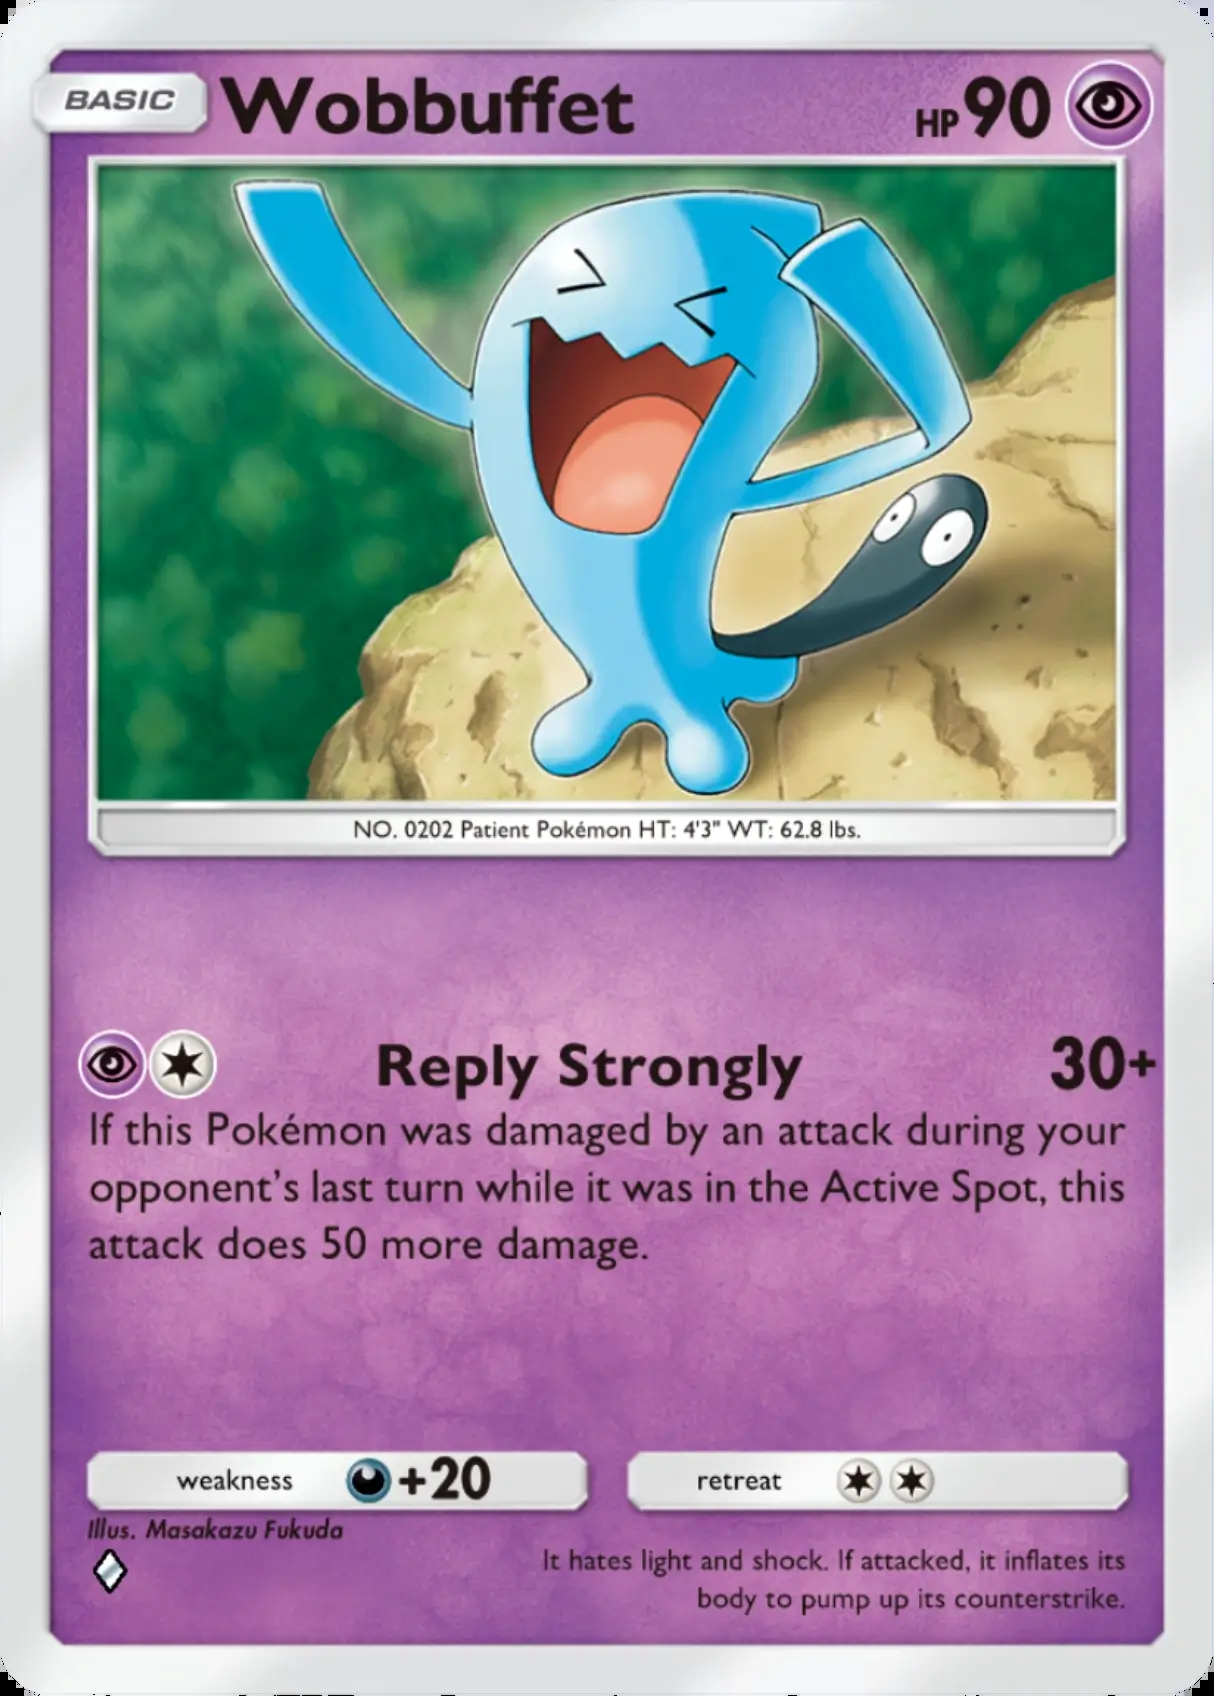 BASIC Wobbuffet HP 90
NO. 0202 Patient Pokémon HT: 4'3" WT: 62.8 lbs.
Reply Strongly 30+
If this Pokémon was damaged by an attack during your
opponent's last turn while it was in the Active Spot, this
attack does 50 more damage.
weakness +20 retreat
Illus. Masakazu Fukuda
It hates light and shock. If attacked, it inflates its
body to pump up its counterstrike.